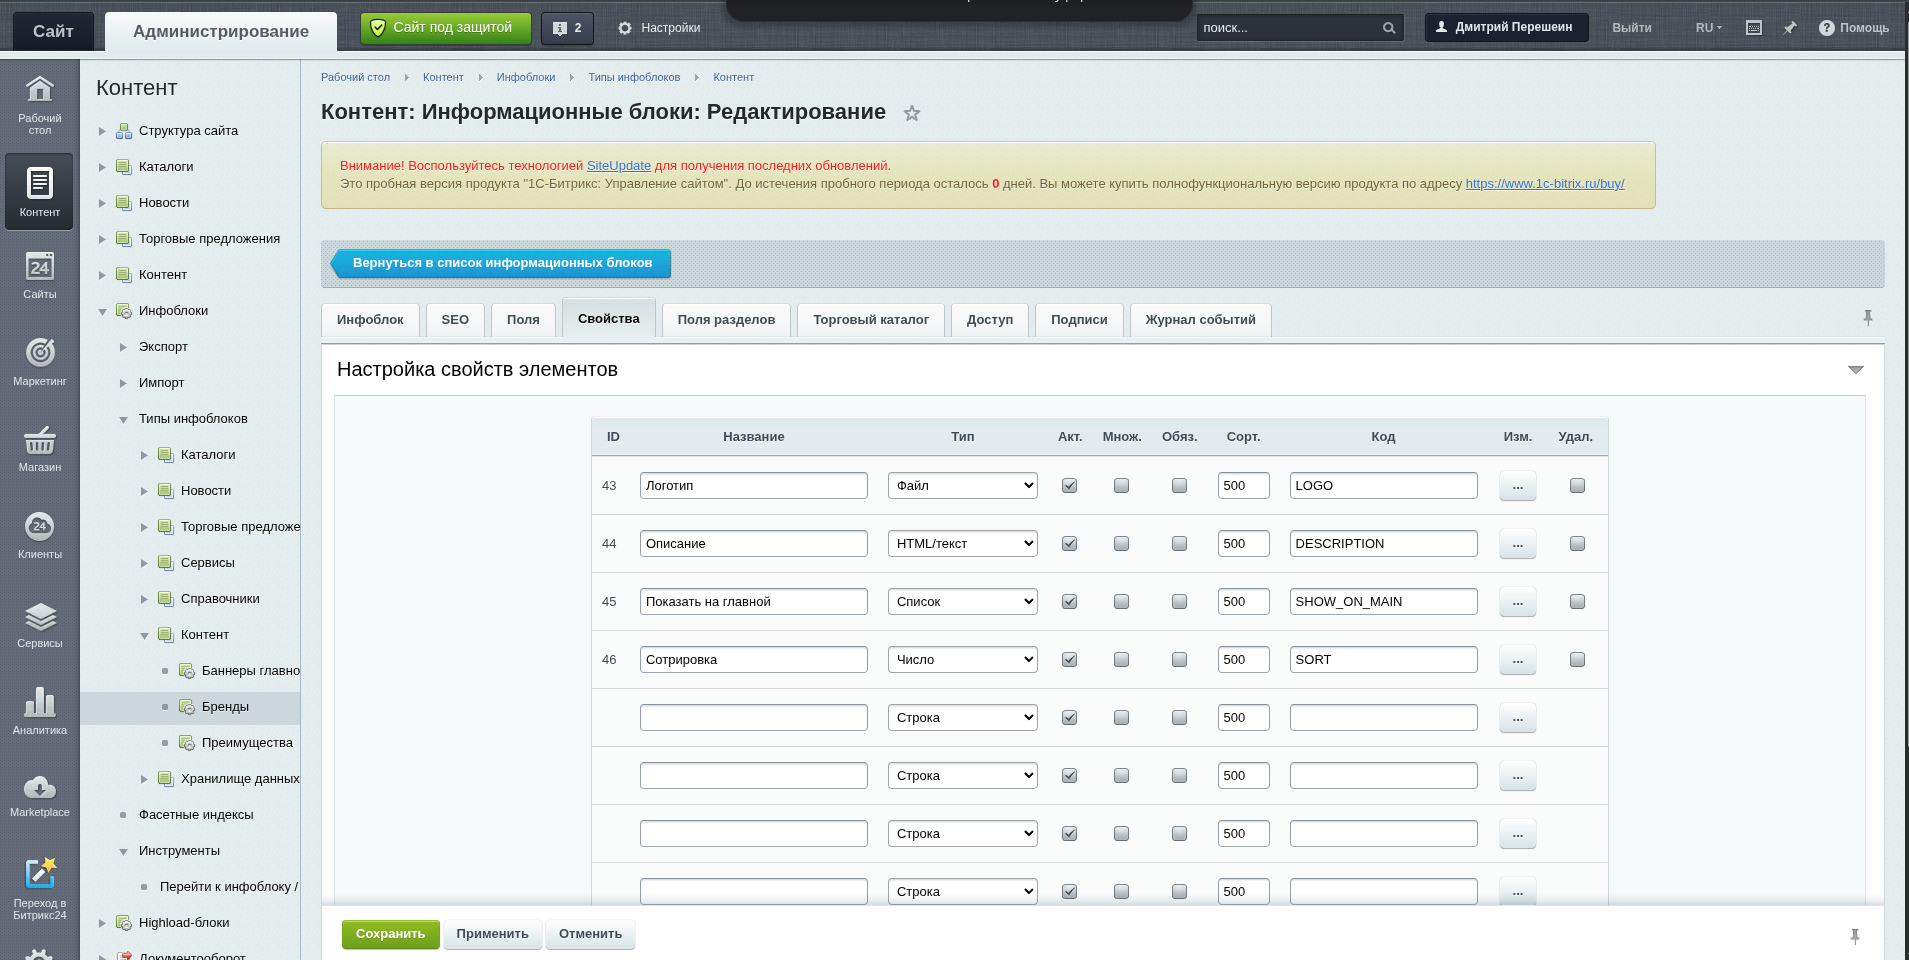 Сайт
Администрирование
Сайт под защитой
2
Настройки
поиск...
Дмитрий Перешеин
Выйти
RU
Помощь
Рабочий стол
Контент
Сайты
Маркетинг
Магазин
Клиенты
Сервисы
Аналитика
Marketplace
Переход в Битрикс24
Контент
Структура сайта
Каталоги
Новости
Торговые предложения
Контент
Инфоблоки
Экспорт
Импорт
Типы инфоблоков
Каталоги
Новости
Торговые предложе
Сервисы
Справочники
Контент
Баннеры главно
Бренды
Преимущества
Хранилище данных
Фасетные индексы
Инструменты
Перейти к инфоблоку /
Highload-блоки
Документооборот
Рабочий стол Контент Инфоблоки Типы инфоблоков Контент
Контент: Информационные блоки: Редактирование
Внимание! Воспользуйтесь технологией SiteUpdate для получения последних обновлений.
Это пробная версия продукта "1С-Битрикс: Управление сайтом". До истечения пробного периода осталось 0 дней. Вы можете купить полнофункциональную версию продукта по адресу https://www.1c-bitrix.ru/buy/
Вернуться в список информационных блоков
Инфоблок SEO Поля Свойства Поля разделов Торговый каталог Доступ Подписи Журнал событий
Настройка свойств элементов
ID Название Тип Акт. Множ. Обяз. Сорт. Код Изм. Удал.
43 Логотип Файл 500 LOGO ...
44 Описание HTML/текст 500 DESCRIPTION ...
45 Показать на главной Список 500 SHOW_ON_MAIN ...
46 Сотрировка Число 500 SORT ...
Строка 500 ...
Строка 500 ...
Строка 500 ...
Строка 500 ...
Сохранить Применить Отменить